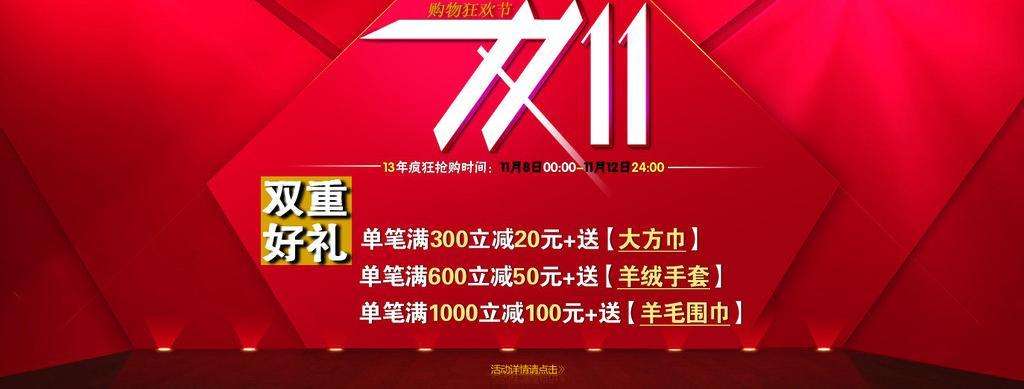 购物狂欢节
双11
13年疯狂抢购时间：11月8日00:00-11月12日24:00
双重
好礼
单笔满300立减20元+送【大方巾】
单笔满600立减50元+送【羊绒手套】
单笔满1000立减100元+送【羊毛围巾】
活动详情请点击》